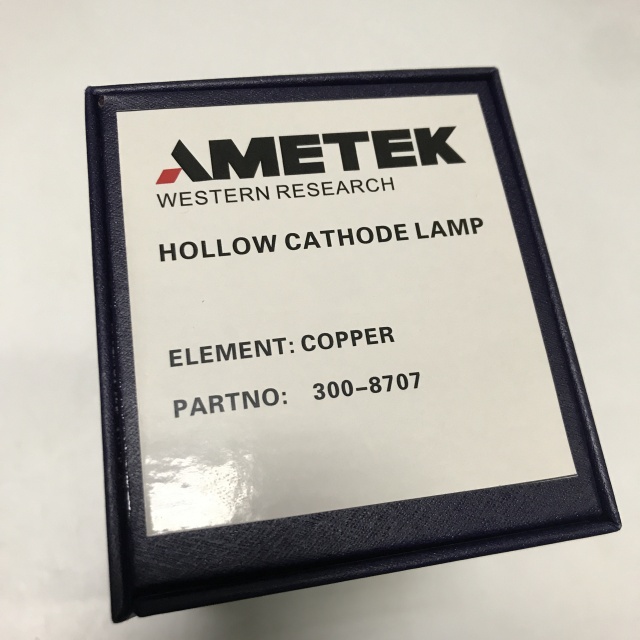 AMETEK
WESTERN RESEARCH
HOLLOW CATHODE LAMP
ELEMENT: COPPER
PARTNO: 300-8707